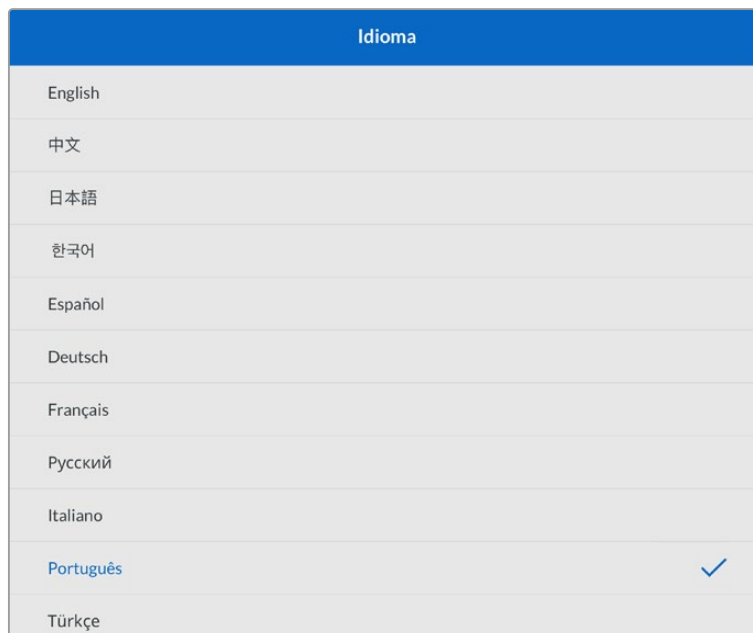 Idioma
English
中文
日本語
한국어
Español
Deutsch
Français
Русский
Italiano
Português
Türkçe